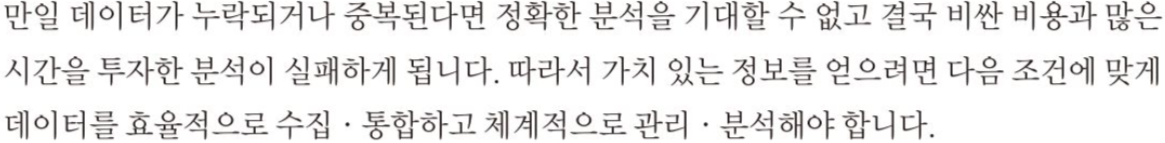 만일 데이터가 누락되거나 중복된다면 정확한 분석을 기대할 수 없고 결국 비싼 비용과 많은
시간을 투자한 분석이 실패하게 됩니다. 따라서 가치 있는 정보를 얻으려면 다음 조건에 맞게
데이터를 효율적으로 수집 · 통합하고 체계적으로 관리 · 분석해야 합니다.